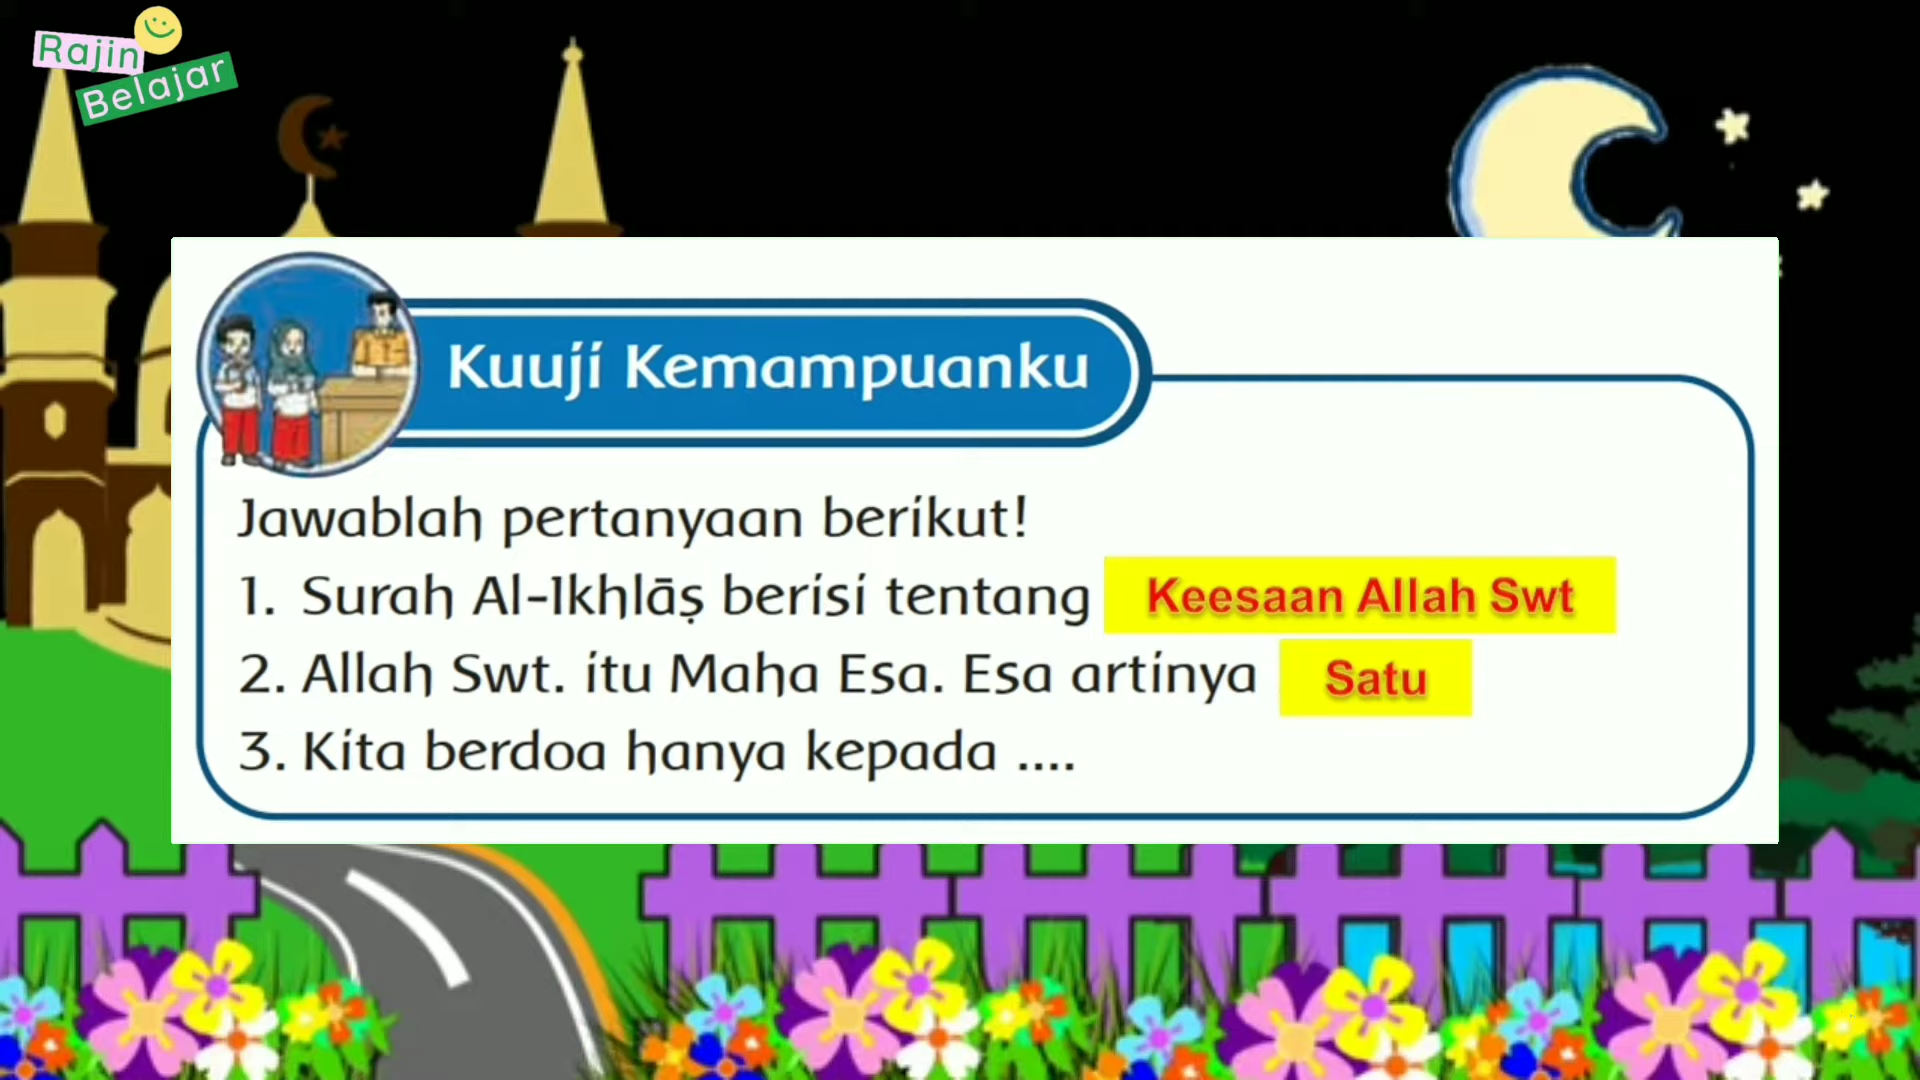 Rajin
Belajar
Kuuji Kemampuanku
Jawablah pertanyaan berikut!
1. Surah Al-Ikhlāṣ berisi tentang Keesaan Allah Swt
2. Allah Swt. itu Maha Esa. Esa artinya Satu
3. Kita berdoa hanya kepada ....